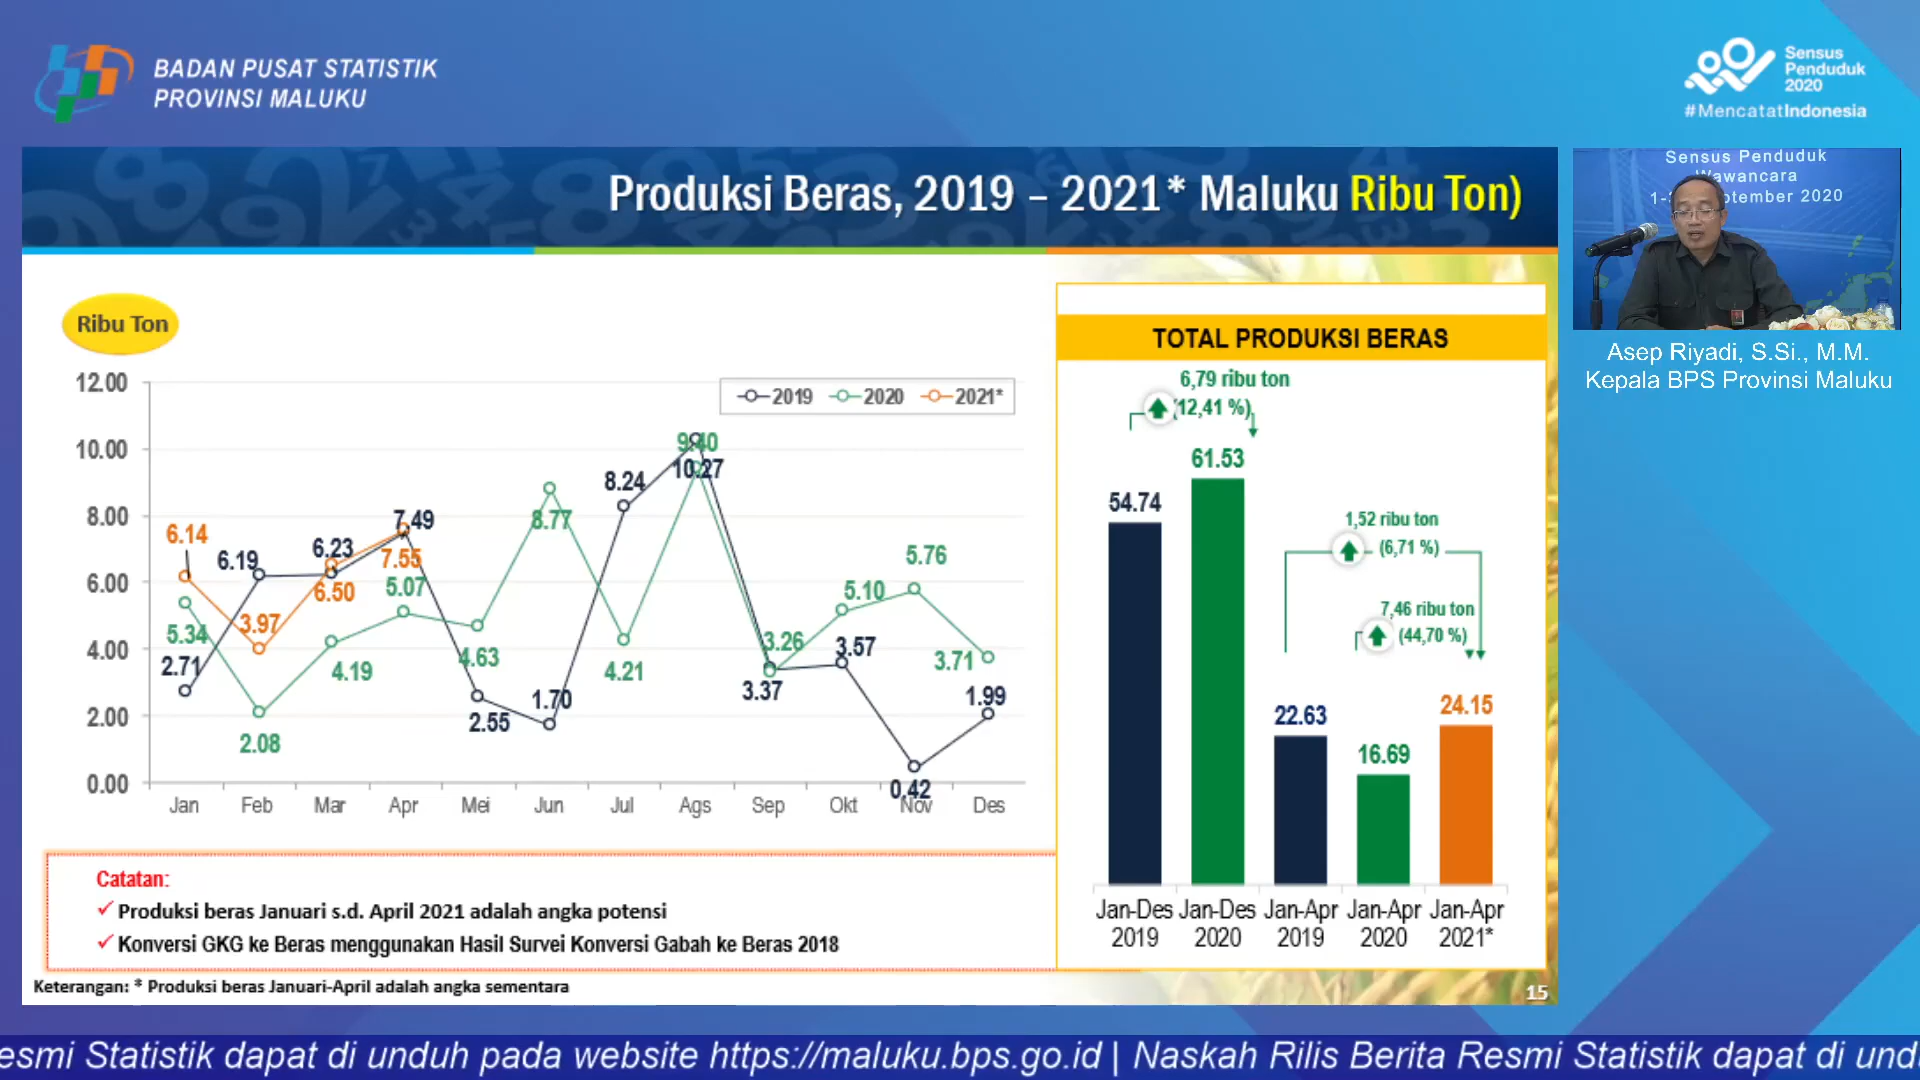 BADAN PUSAT STATISTIK
PROVINSI MALUKU
Sensus
Penduduk
2020
#MencatatIndonesia
Produksi Beras, 2019 – 2021* Maluku Ribu Ton)
Sensus Penduduk
Wawancara
September 2020
Asep Riyadi, S.Si., M.M.
Kepala BPS Provinsi Maluku
Ribu Ton
12.00
10.00
8.00
6.00
4.00
2.00
0.00
2019 2020 2021*
6.14
5.34
2.71
6.19
3.97
2.08
6.23
6.50
4.19
7.49
7.55
5.07
4.63
2.55
8.77
1.70
8.24
4.21
9.40
10.27
3.26
3.37
5.10
3.57
5.76
0.42
3.71
1.99
Jan Feb Mar Apr Mei Jun Jul Ags Sep Okt Nov Des
TOTAL PRODUKSI BERAS
6,79 ribu ton
(12,41 %)
54.74
61.53
1,52 ribu ton
(6,71 %)
7,46 ribu ton
(44,70 %)
22.63
16.69
24.15
Jan-Des Jan-Des Jan-Apr Jan-Apr Jan-Apr
2019 2020 2019 2020 2021*
Catatan:
Produksi beras Januari s.d. April 2021 adalah angka potensi
Konversi GKG ke Beras menggunakan Hasil Survei Konversi Gabah ke Beras 2018
Keterangan: * Produksi beras Januari-April adalah angka sementara
15
esmi Statistik dapat di unduh pada website https://maluku.bps.go.id | Naskah Rilis Berita Resmi Statistik dapat di und